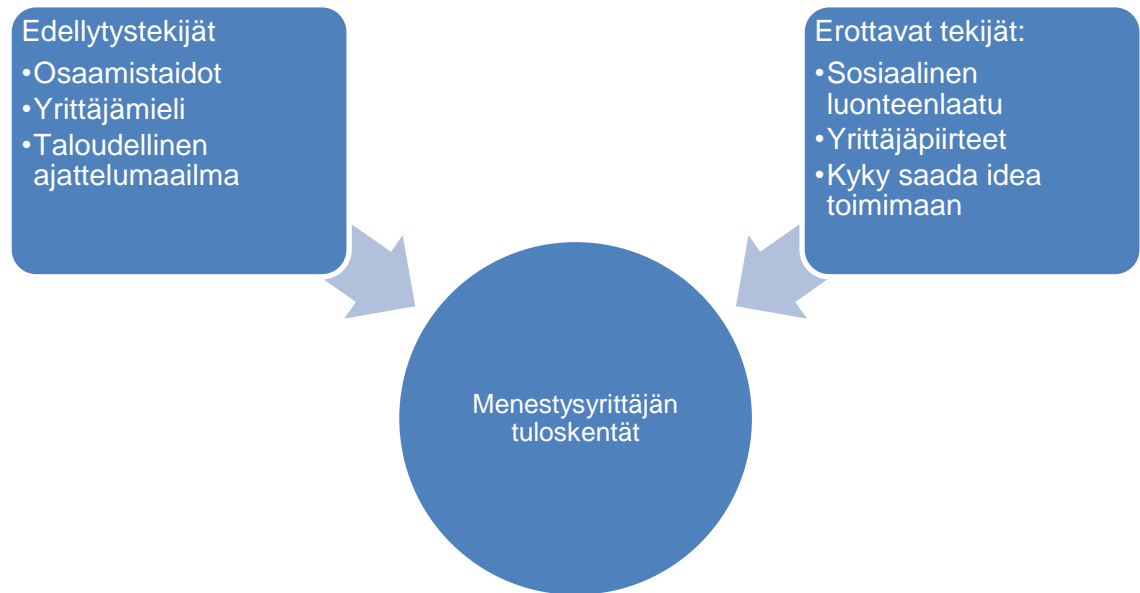 Edellytystekijät
•Osaamistaidot
•Yrittäjämieli
•Taloudellinen
ajattelumaailma
Erottavat tekijät:
•Sosiaalinen
luonteenlaatu
•Yrittäjäpiirteet
•Kyky saada idea
toimimaan
Menestysyrittäjän
tuloskentät